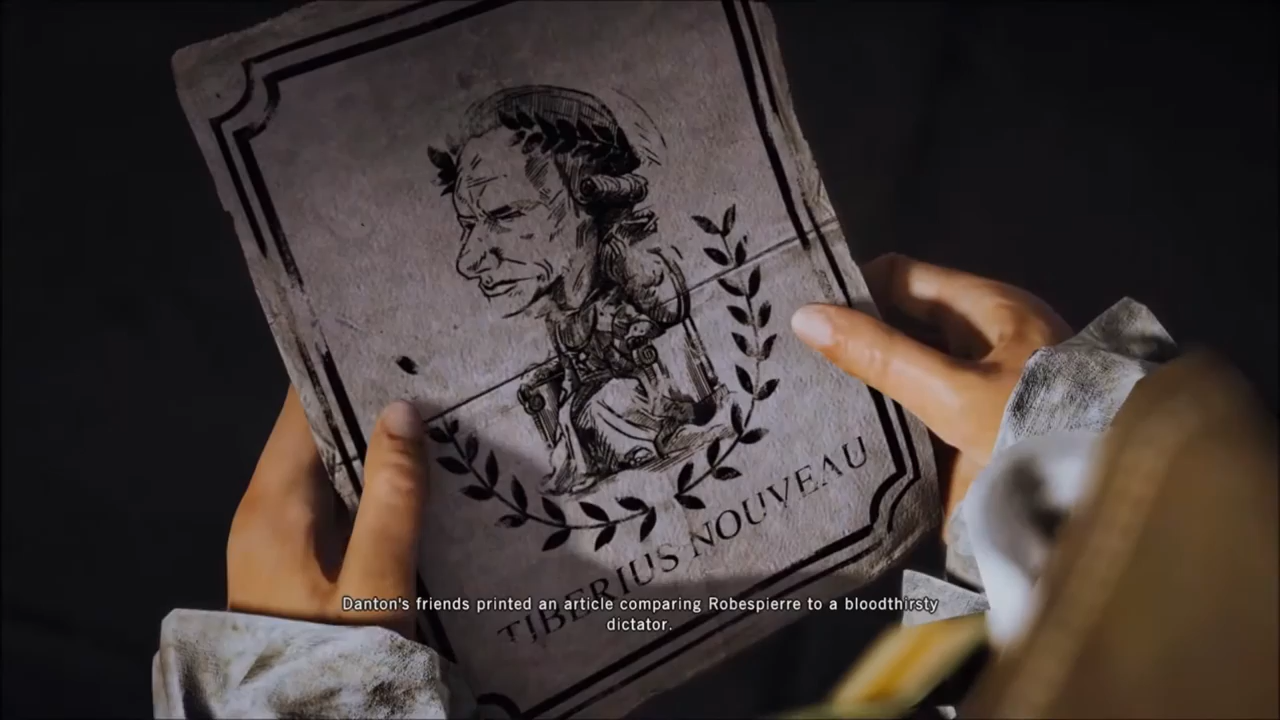 TIBERIUS NOUVEAU
Danton's friends printed an article comparing Robespierre to a bloodthirsty
dictator.